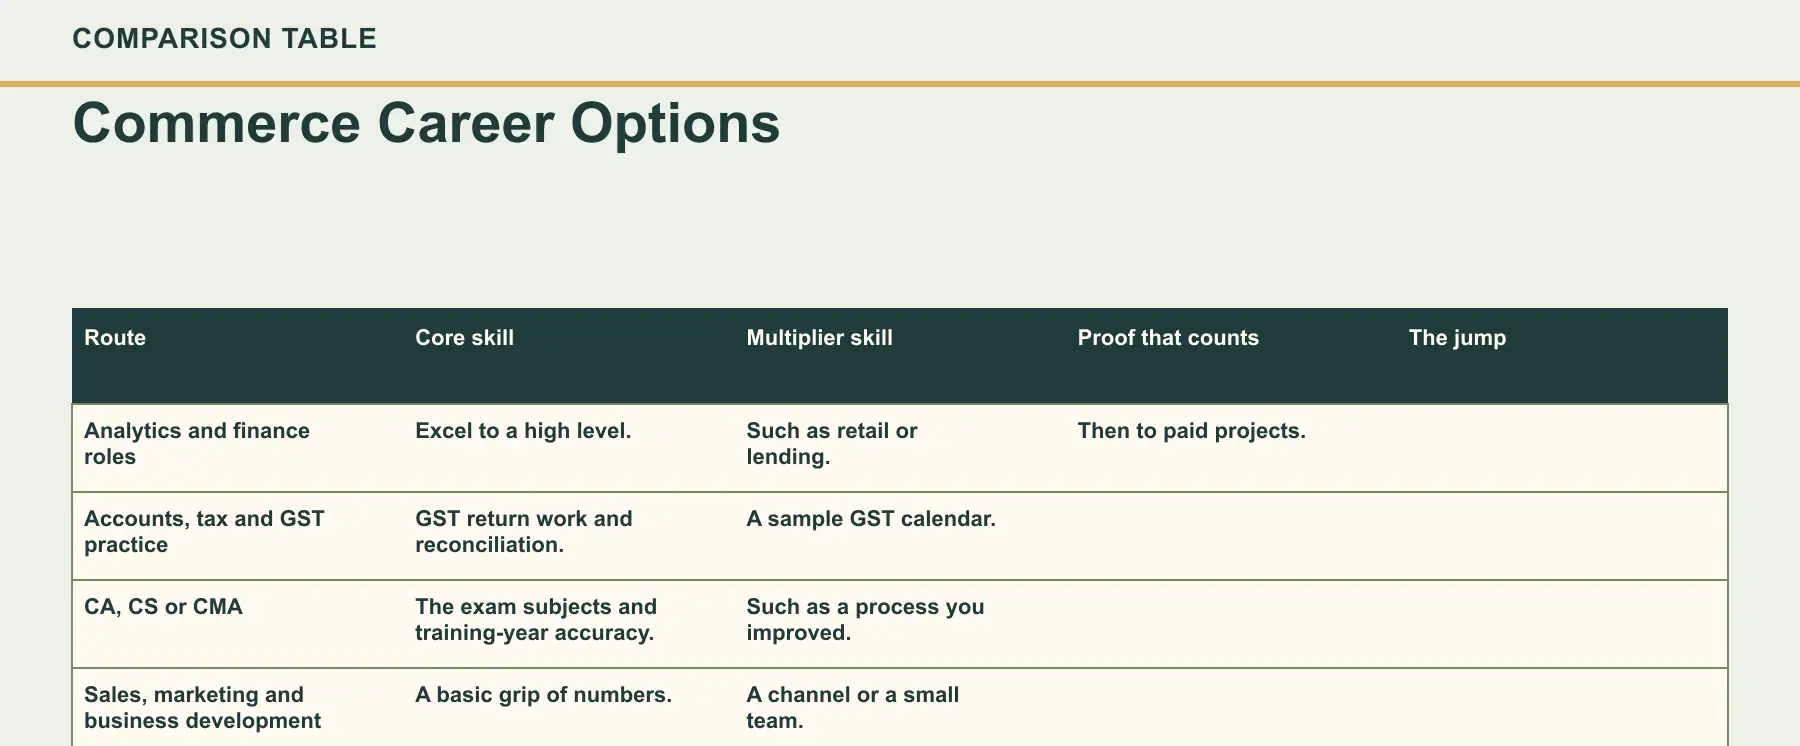 COMPARISON TABLE
Commerce Career Options
Route Core skill Multiplier skill Proof that counts The jump
Analytics and finance Excel to a high level. Such as retail or Then to paid projects.
roles lending.
Accounts, tax and GST GST return work and A sample GST calendar.
practice reconciliation.
CA, CS or CMA The exam subjects and Such as a process you
training-year accuracy. improved.
Sales, marketing and A basic grip of numbers. A channel or a small
business development team.